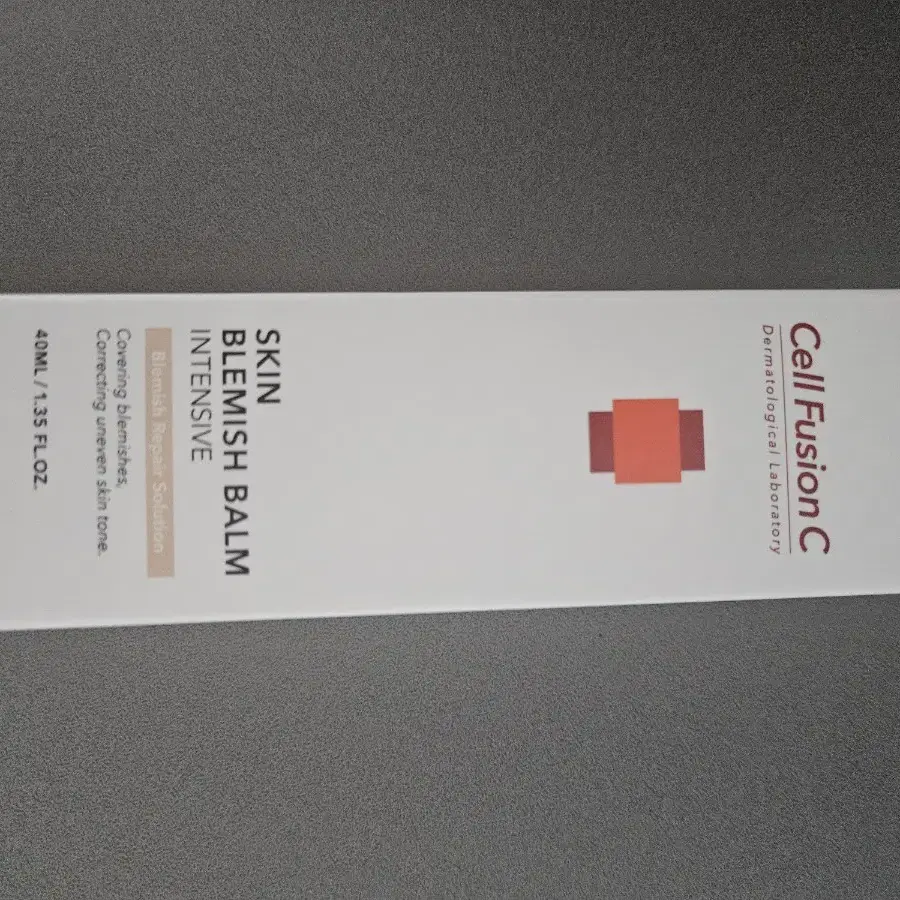 Cell Fusion C
Dermatological Laboratory
SKIN
BLEMISH BALM
INTENSIVE
Blemish Repair Solution
Covering blemishes,
Correcting uneven skin tone.
40ML / 1.35 FL.OZ.